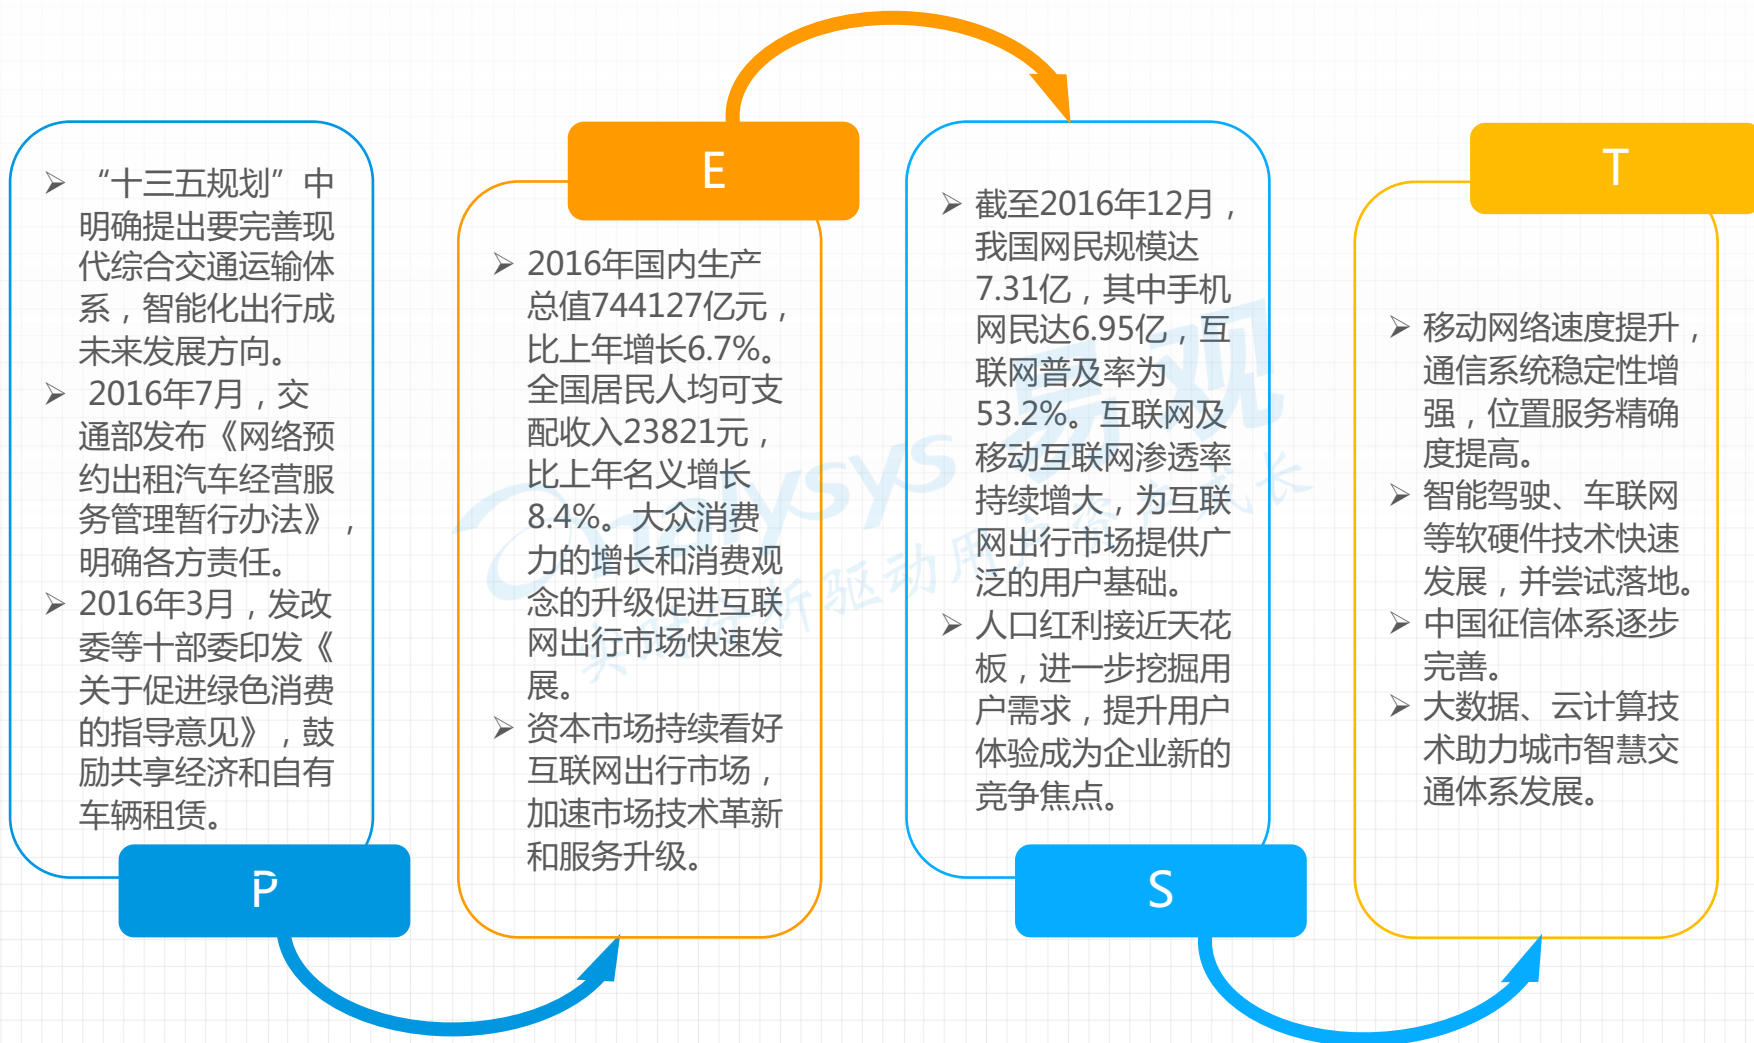 “十三五规划”中
明确提出要完善现
代综合交通运输体
系，智能化出行成
未来发展方向。
2016年7月，交
通部发布《网络预
约出租汽车经营服
务管理暂行办法》，
明确各方责任。
2016年3月，发改
委等十部委印发《
关于促进绿色消费
的指导意见》，鼓
励共享经济和自有
车辆租赁。
P
E
2016年国内生产
总值744127亿元，
比上年增长6.7%。
全国居民人均可支
配收入23821元，
比上年名义增长
8.4%。大众消费
力的增长和消费观
念的升级促进互联
网出行市场快速发
展。
资本市场持续看好
互联网出行市场，
加速市场技术革新
和服务升级。
截至2016年12月，
我国网民规模达
7.31亿，其中手机
网民达6.95亿，互
联网普及率为
53.2%。互联网及
移动互联网渗透率
持续增大，为互联
网出行市场提供广
泛的用户基础。
人口红利接近天花
板，进一步挖掘用
户需求，提升用户
体验成为企业新的
竞争焦点。
S
T
移动网络速度提升，
通信系统稳定性增
强，位置服务精确
度提高。
智能驾驶、车联网
等软硬件技术快速
发展，并尝试落地。
中国征信体系逐步
完善。
大数据、云计算技
术助力城市智慧交
通体系发展。
analysys 易观
实时分析驱动用户资产成长